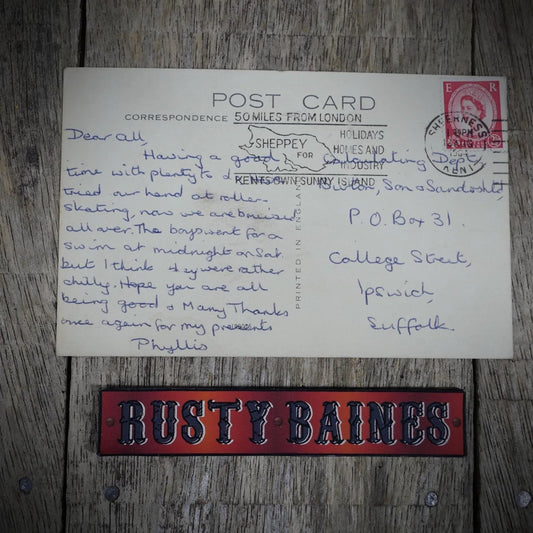 POST CARD
CORRESPONDENCE
50 MILES FROM LONDON
SHEPPEY
FOR
HOLIDAYS
HOMES AND
INDUSTRY
KENT'S OWN SUNNY ISLAND
E R
SHEERNESS
KENT
Dear All,
Having a good
time with plenty to do
tried our hand at roller
skating, now we are bruised
all over. The boys went for a
swim at midnight on Sat.
but I think they were rather
chilly. Hope you are all
being good & Many Thanks
once again for my presents
Phyllis
PRINTED IN ENGLAND
Calculating Dept.,
Son & Sandoshti,
P.O. Box 31.
College Street,
Ipswich,
Suffolk.
RUSTY BAINES